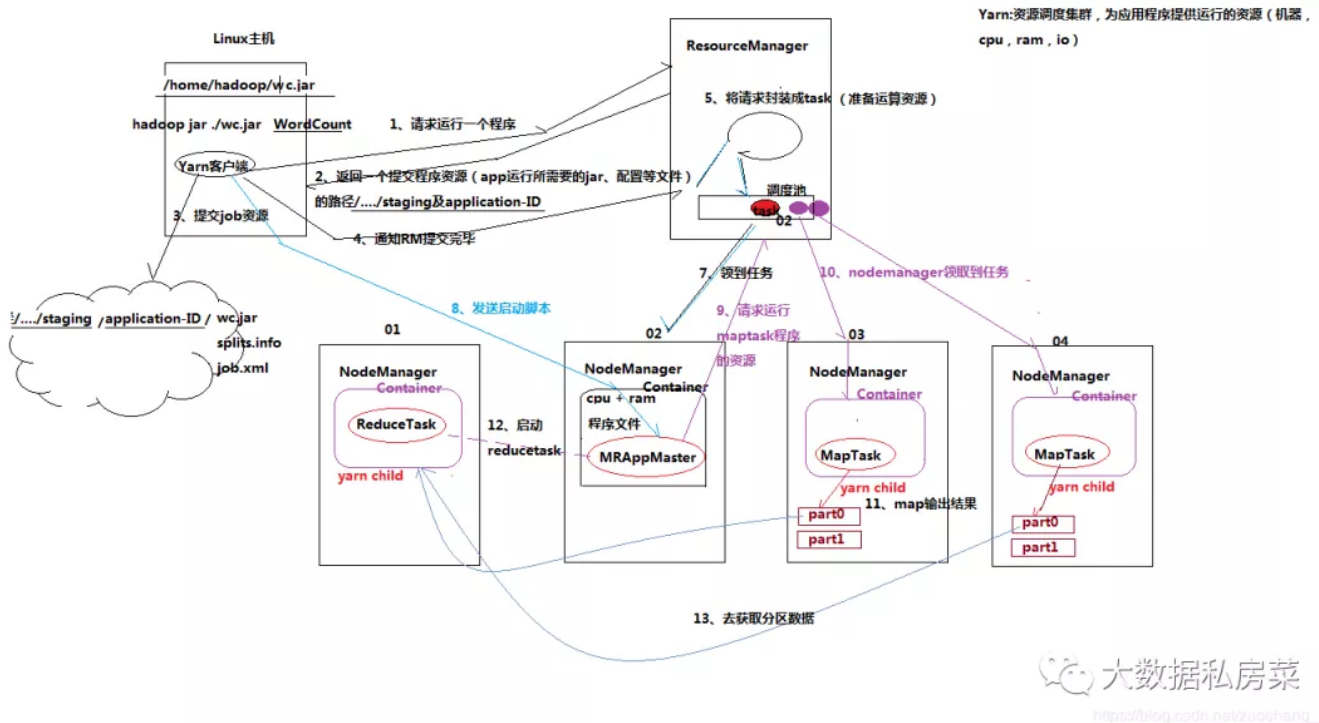 Yarn:资源调度集群，为应用程序提供运行的资源（机器，
cpu，ram，io）
Linux主机
/home/hadoop/wc.jar
hadoop jar ./wc.jar WordCount
Yarn客户端
1、请求运行一个程序
2、返回一个提交程序资源（app运行所需要的jar、配置等文件）
的路径/..../staging及application-ID
3、提交job资源
4、通知RM提交完毕
ResourceManager
5、将请求封装成task （准备运算资源）
调度池
task
02
/..../staging /application-ID / wc.jar
splits.info
job.xml
7、领到任务
8、发送启动脚本
9、请求运行
maptask程序
的资源
10、nodemanager领取到任务
01
NodeManager
Container
ReduceTask
yarn child
12、启动
reducetask
02
NodeManager
Container
cpu + ram
程序文件
MRAppMaster
03
NodeManager
Container
MapTask
yarn child
part0
part1
11、map输出结果
04
NodeManager
Container
MapTask
yarn child
part0
part1
13、去获取分区数据
大数据私房菜